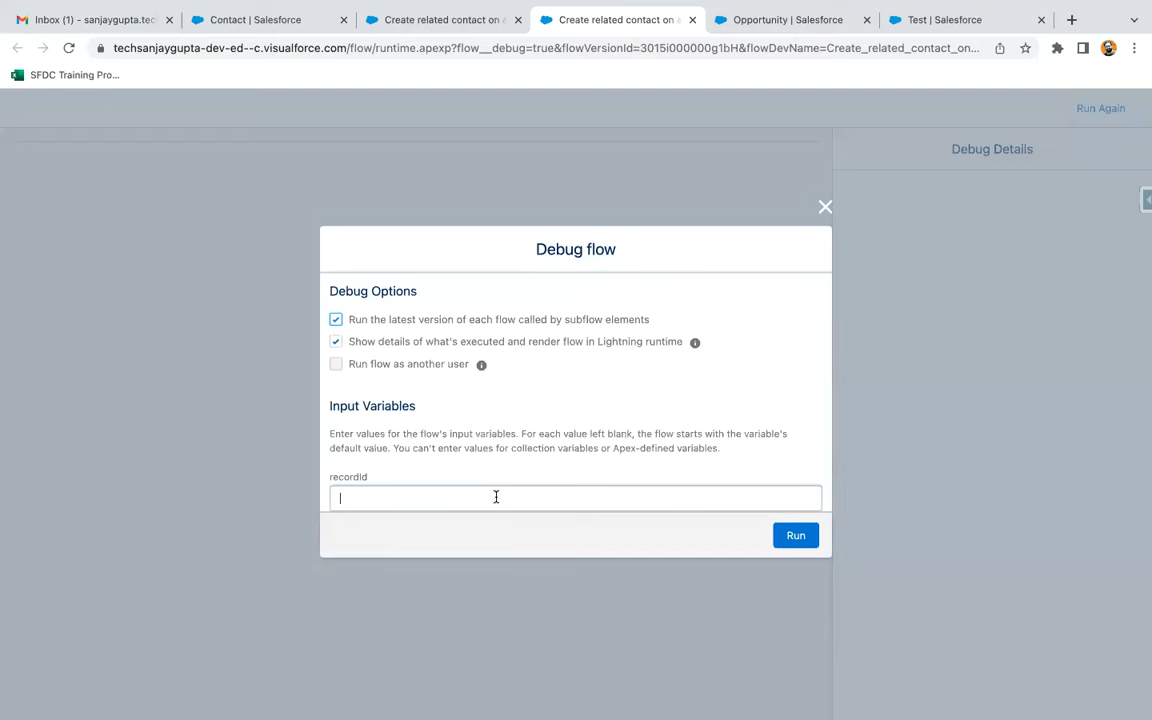 Inbox (1) - sanjaygupta.tec
Contact | Salesforce
Create related contact on a
Create related contact on a
Opportunity | Salesforce
Test | Salesforce
techsanjaygupta-dev-ed--c.visualforce.com/flow/runtime.apexp?flow__debug=true&flowVersionId=3015i000000g1bH&flowDevName=Create_related_contact_on...
SFDC Training Pro...
Run Again
Debug Details
Debug flow
Debug Options
Run the latest version of each flow called by subflow elements
Show details of what's executed and render flow in Lightning runtime
Run flow as another user
Input Variables
Enter values for the flow's input variables. For each value left blank, the flow starts with the variable's
default value. You can't enter values for collection variables or Apex-defined variables.
recordId
Run